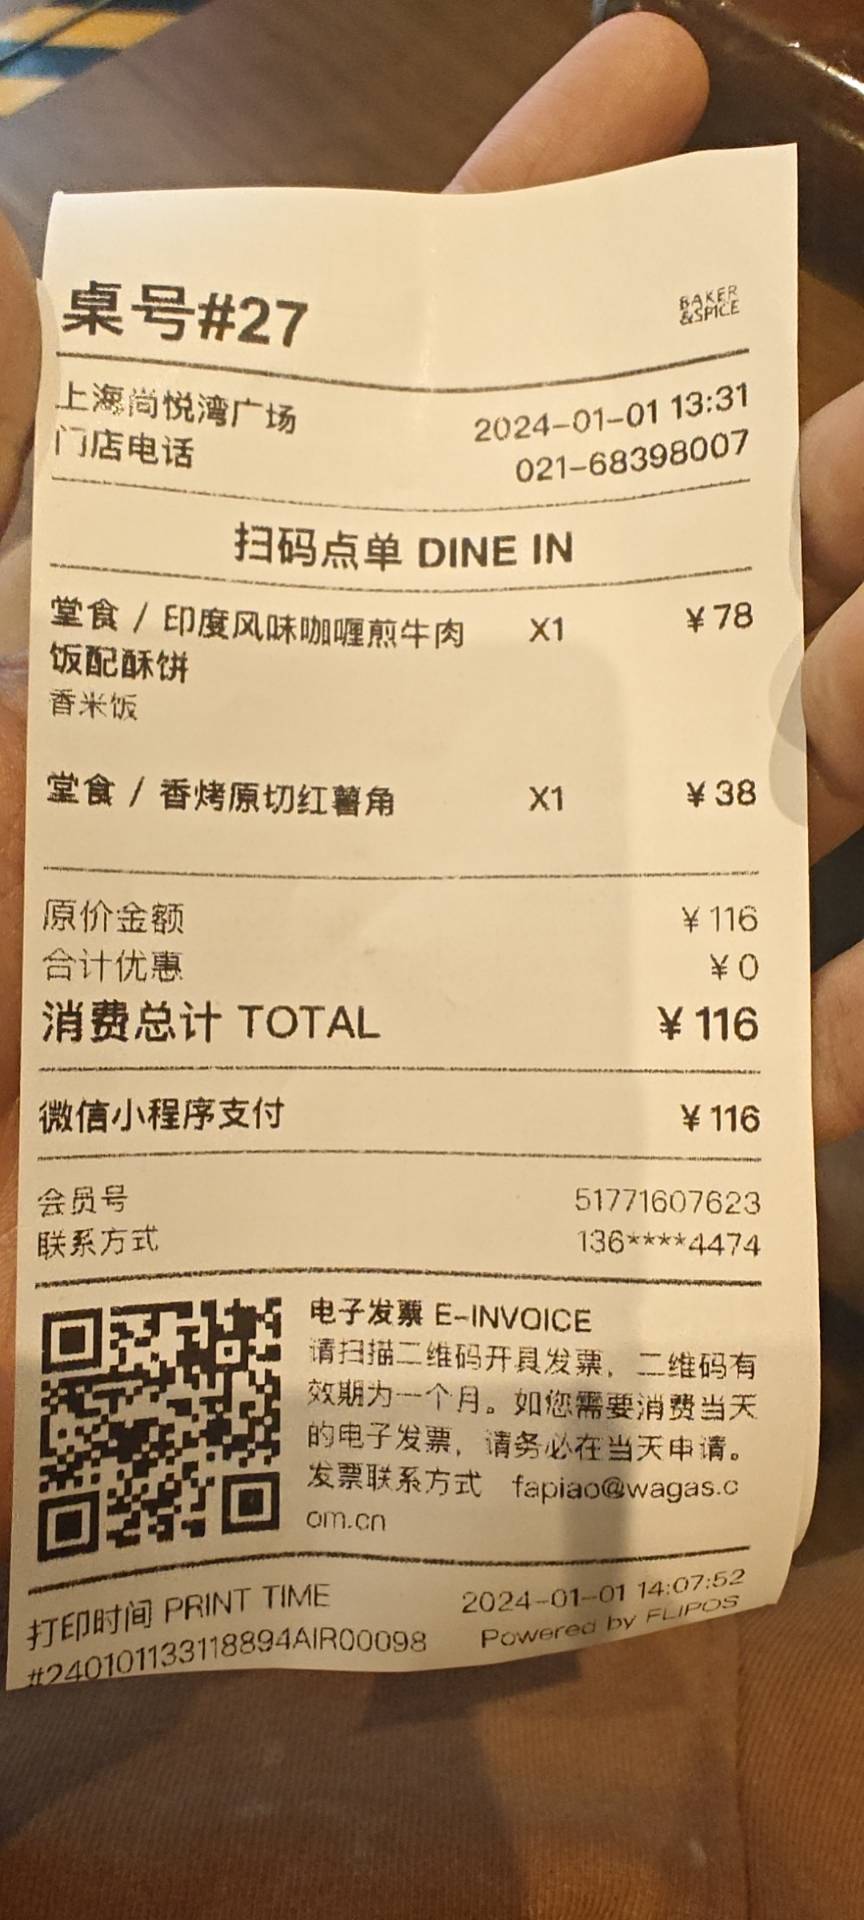 桌号#27
BAKER
&SPICE
上海尚悦湾广场 2024-01-01 13:31
门店电话 021-68398007
扫码点单 DINE IN
堂食 / 印度风味咖喱煎牛肉 X1 ¥78
饭配酥饼
香米饭
堂食 / 香烤原切红薯角 X1 ¥38
原价金额 ¥116
合计优惠 ¥0
消费总计 TOTAL ¥116
微信小程序支付 ¥116
会员号 51771607623
联系方式 136****4474
电子发票 E-INVOICE
请扫描二维码开具发票，二维码有
效期为一个月。如您需要消费当天
的电子发票，请务必在当天申请。
发票联系方式 fapiao@wagas.c
om.cn
打印时间 PRINT TIME 2024-01-01 14:07:52
#240101133118894AIR00098 Powered by FLIPOS